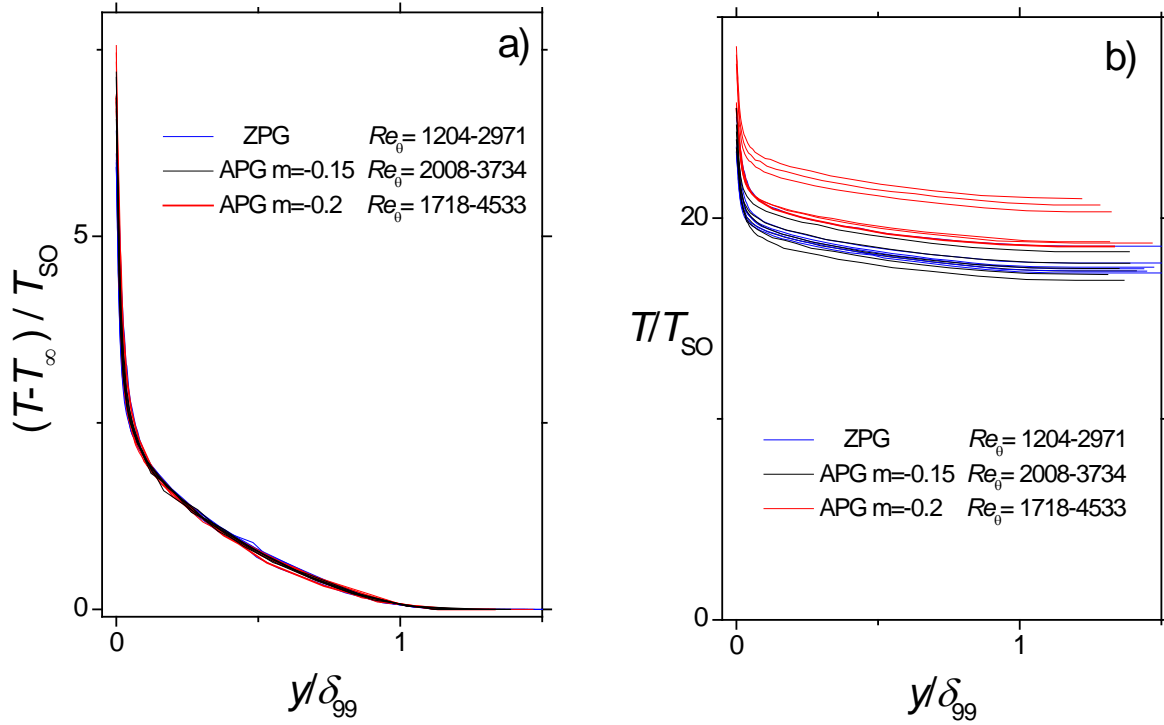 a)
5
0
(T-T∞) / TSO
ZPG Reθ= 1204-2971
APG m=-0.15 Reθ= 2008-3734
APG m=-0.2 Reθ= 1718-4533
0 1
y/δ99
b)
20
0
T/TSO
ZPG Reθ= 1204-2971
APG m=-0.15 Reθ= 2008-3734
APG m=-0.2 Reθ= 1718-4533
0 1
y/δ99